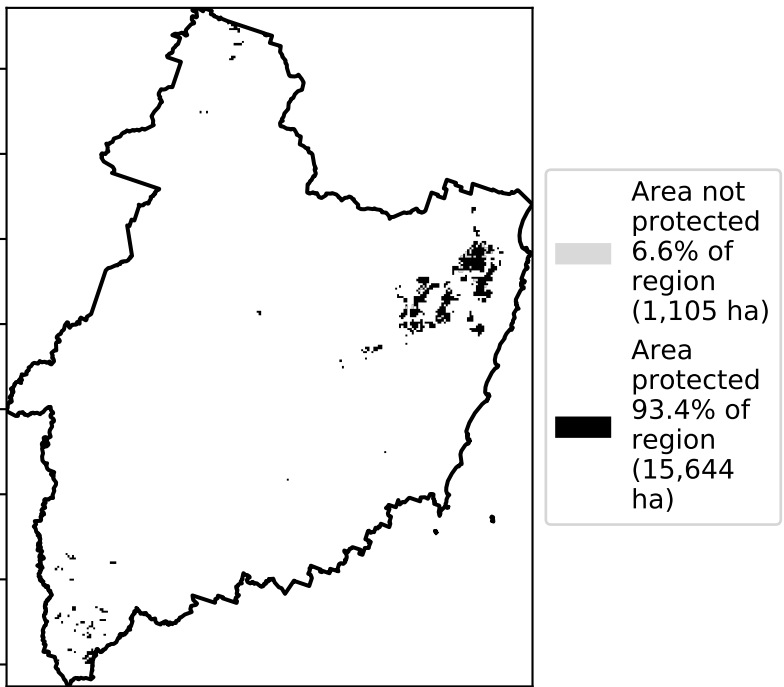 Area not
protected
6.6% of
region
(1,105 ha)
Area
protected
93.4% of
region
(15,644
ha)